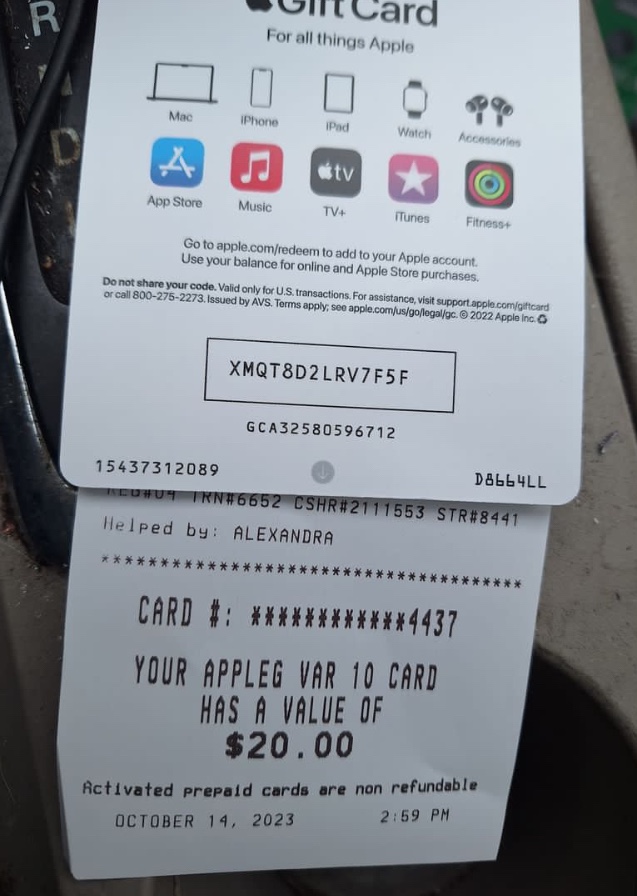 R
D
Gift Card
For all things Apple
Mac iPhone iPad Watch Accessories
tv
App Store Music TV+ iTunes Fitness+
Go to apple.com/redeem to add to your Apple account.
Use your balance for online and Apple Store purchases.
Do not share your code. Valid only for U.S. transactions. For assistance, visit support.apple.com/giftcard
or call 800-275-2273. Issued by AVS. Terms apply; see apple.com/us/go/legal/gc. © 2022 Apple Inc.
XMQT8D2LRV7F5F
GCA32580596712
15437312089 D8664LL
REG#04 TRN#6652 CSHR#2111553 STR#8441
Helped by: ALEXANDRA
**************************************
CARD #: ************4437
YOUR APPLEG VAR 10 CARD
HAS A VALUE OF
$20.00
Activated prepaid cards are non refundable
OCTOBER 14, 2023 2:59 PM